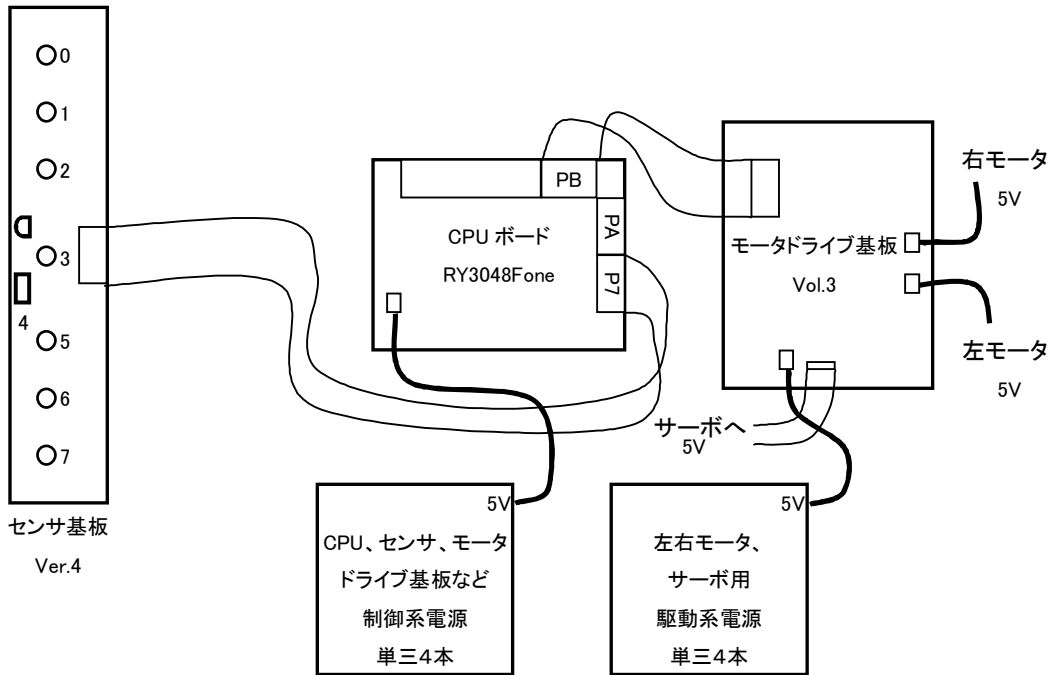 0
1
2
3
4
5
6
7
センサ基板
Ver.4
PB
PA
P7
CPU ボード
RY3048Fone
モータドライブ基板
Vol.3
右モータ
5V
左モータ
5V
サーボへ
5V
5V
CPU、センサ、モータ
ドライブ基板など
制御系電源
単三4本
5V
左右モータ、
サーボ用
駆動系電源
単三4本